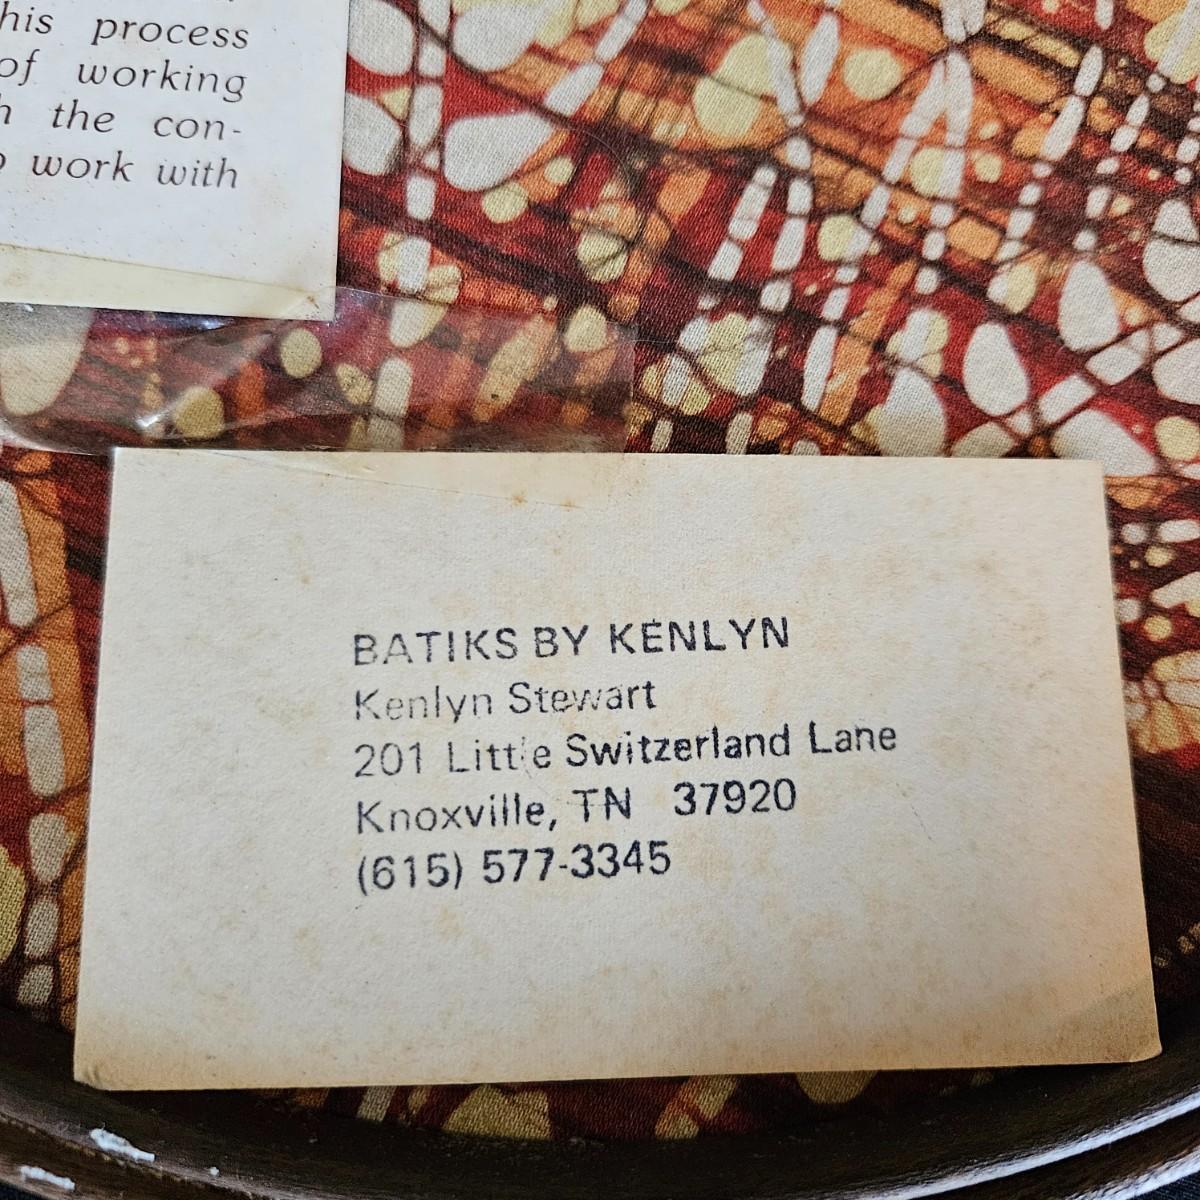 his process
of working
the con-
work with
BATIKS BY KENLYN
Kenlyn Stewart
201 Little Switzerland Lane
Knoxville, TN 37920
(615) 577-3345